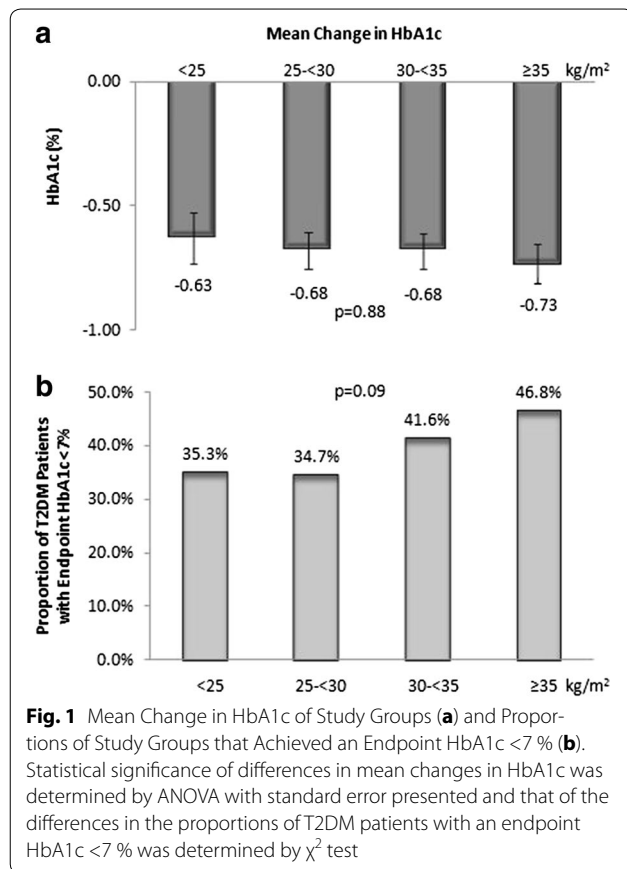 a
Mean Change in HbA1c
<25 25-<30 30-<35 ≥35 kg/m²
0.00
HbA1c(%)
-0.50
-0.63 -0.68 -0.68 -0.73
p=0.88
-1.00
b
50.0%
p=0.09
46.8%
41.6%
40.0%
35.3% 34.7%
Proportion of T2DM Patients
with Endpoint HbA1c<7%
30.0%
20.0%
10.0%
0.0%
<25 25-<30 30-<35 ≥35 kg/m²
Fig. 1 Mean Change in HbA1c of Study Groups (a) and Propor-
tions of Study Groups that Achieved an Endpoint HbA1c <7 % (b).
Statistical significance of differences in mean changes in HbA1c was
determined by ANOVA with standard error presented and that of the
differences in the proportions of T2DM patients with an endpoint
HbA1c <7 % was determined by χ² test